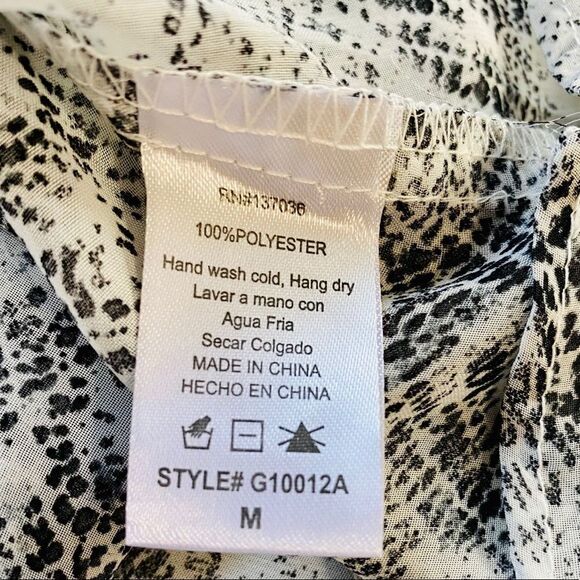 RN#137036
100%POLYESTER
Hand wash cold, Hang dry
Lavar a mano con
Agua Fria
Secar Colgado
MADE IN CHINA
HECHO EN CHINA
STYLE# G10012A
M